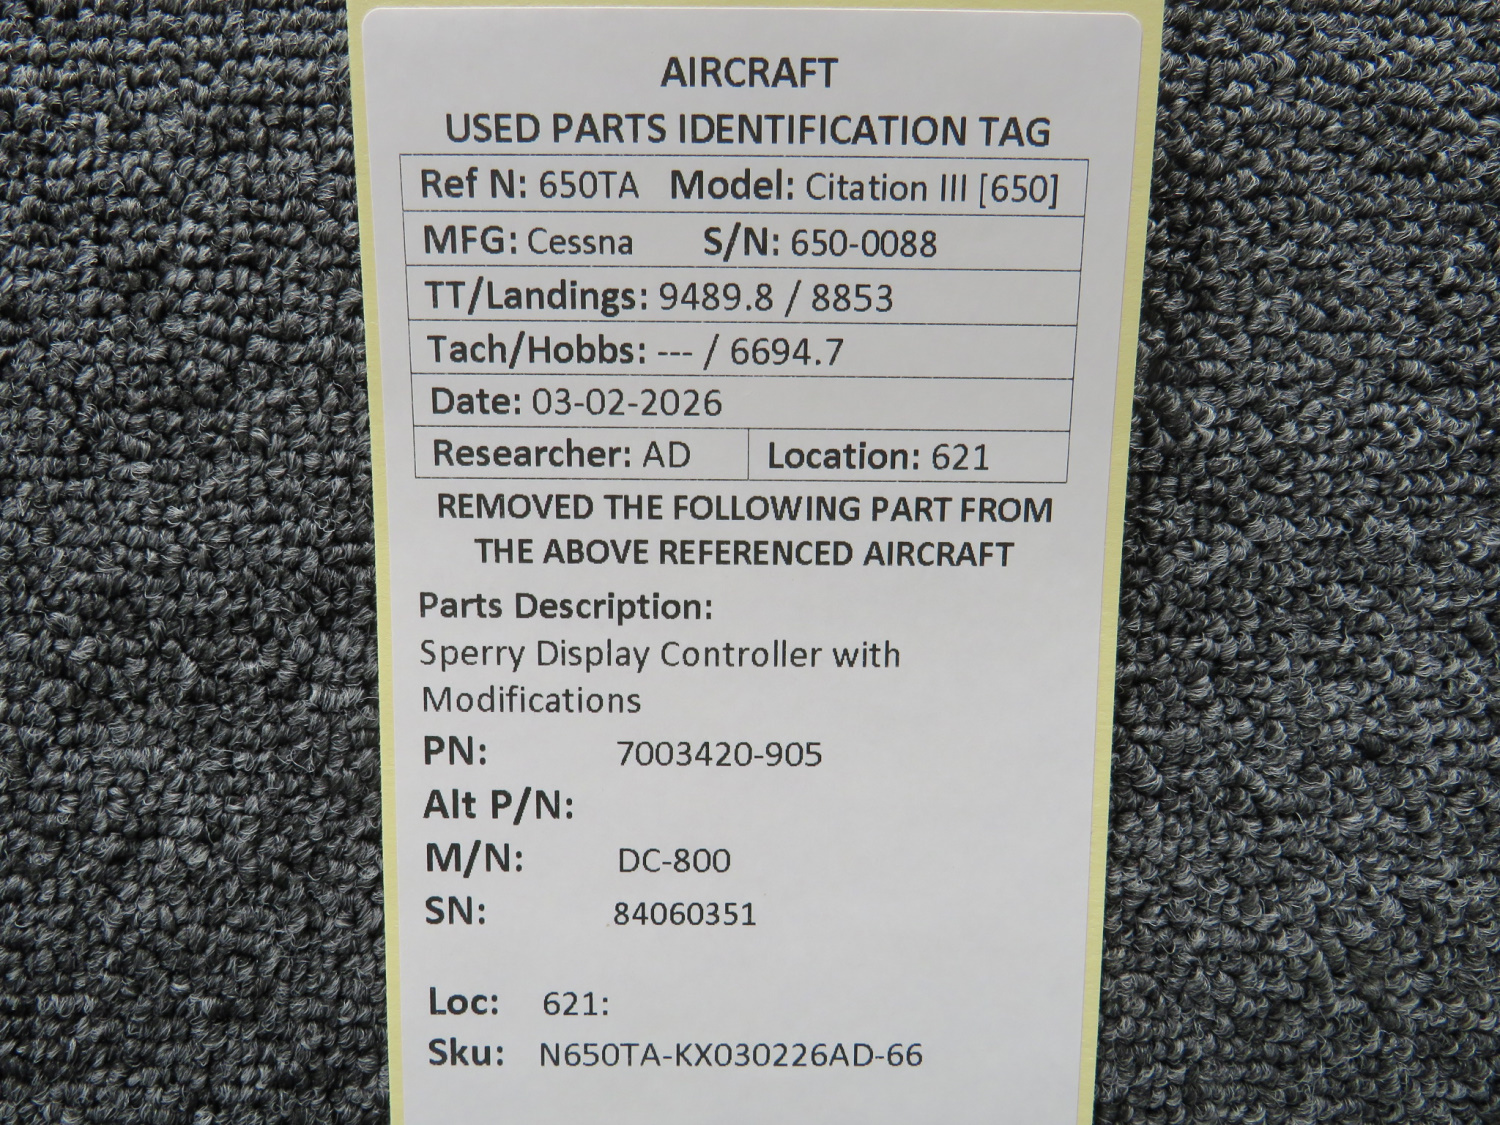 AIRCRAFT
USED PARTS IDENTIFICATION TAG
Ref N: 650TA Model: Citation III [650]
MFG: Cessna S/N: 650-0088
TT/Landings: 9489.8 / 8853
Tach/Hobbs: --- / 6694.7
Date: 03-02-2026
Researcher: AD Location: 621
REMOVED THE FOLLOWING PART FROM
THE ABOVE REFERENCED AIRCRAFT
Parts Description:
Sperry Display Controller with
Modifications
PN: 7003420-905
Alt P/N:
M/N: DC-800
SN: 84060351
Loc: 621:
Sku: N650TA-KX030226AD-66